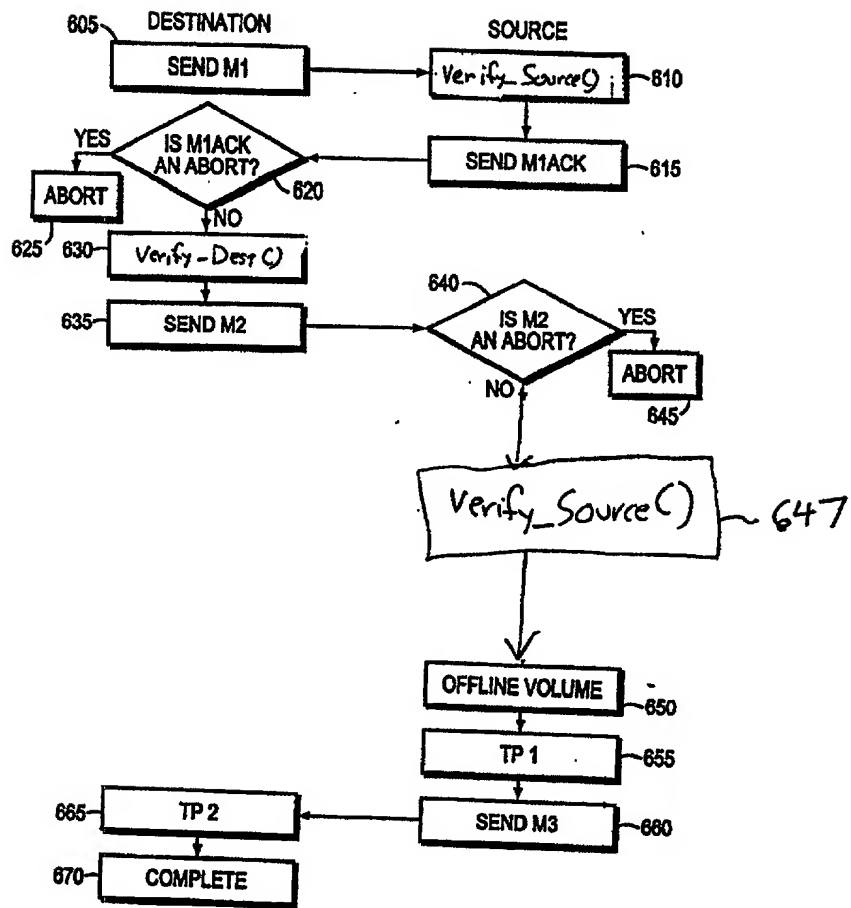 DESTINATION
SOURCE
605
SEND M1
Verify_Source() ;
610
YES
IS M1ACK
AN ABORT?
SEND M1ACK
615
ABORT
620
625
NO
630
Verify-Dest()
640
635
SEND M2
IS M2
AN ABORT?
YES
NO
ABORT
645
Verify_Source()
647
OFFLINE VOLUME
650
TP 1
655
665
TP 2
SEND M3
660
670
COMPLETE